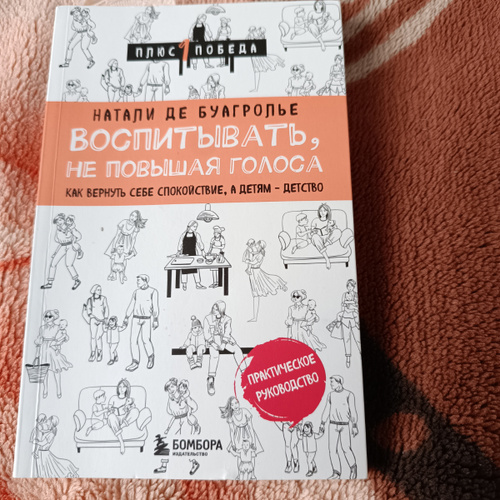 ПЛЮС 1 ПОБЕДА
НАТАЛИ ДЕ БУАГРОЛЬЕ
ВОСПИТЫВАТЬ,
НЕ ПОВЫШАЯ ГОЛОСА
КАК ВЕРНУТЬ СЕБЕ СПОКОЙСТВИЕ, А ДЕТЯМ – ДЕТСТВО
ПРАКТИЧЕСКОЕ
РУКОВОДСТВО
БОМБОРА
ИЗДАТЕЛЬСТВО